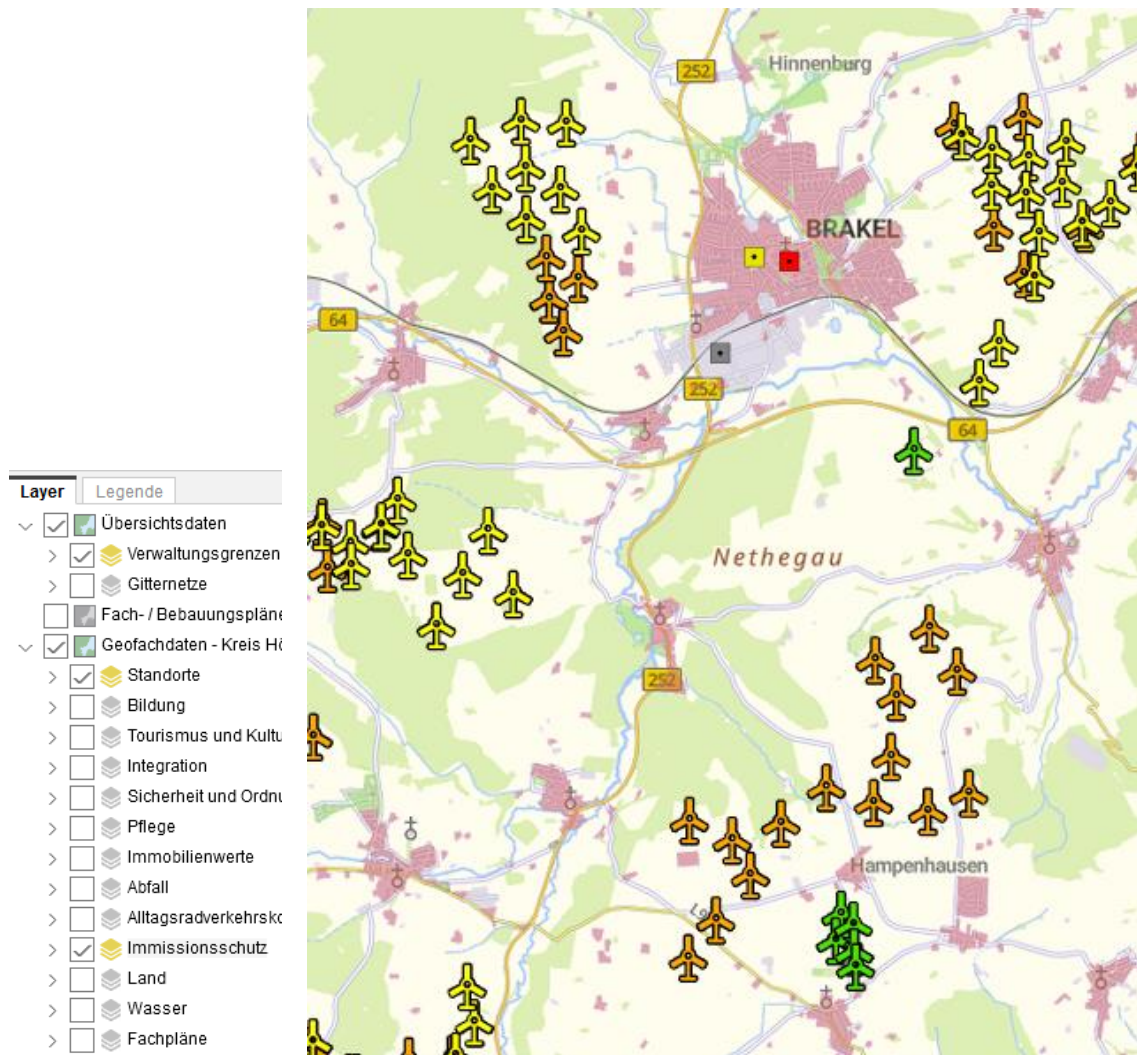 Layer Legende
Übersichtsdaten
Verwaltungsgrenzen
Gitternetze
Fach- / Bebauungspläne
Geofachdaten - Kreis Hö
Standorte
Bildung
Tourismus und Kultu
Integration
Sicherheit und Ordnu
Pflege
Immobilienwerte
Abfall
Alltagsradverkehrsko
Immissionsschutz
Land
Wasser
Fachpläne
Hinnenburg
252
BRAKEL
64
252
64
Nethegau
252
Hampenhausen